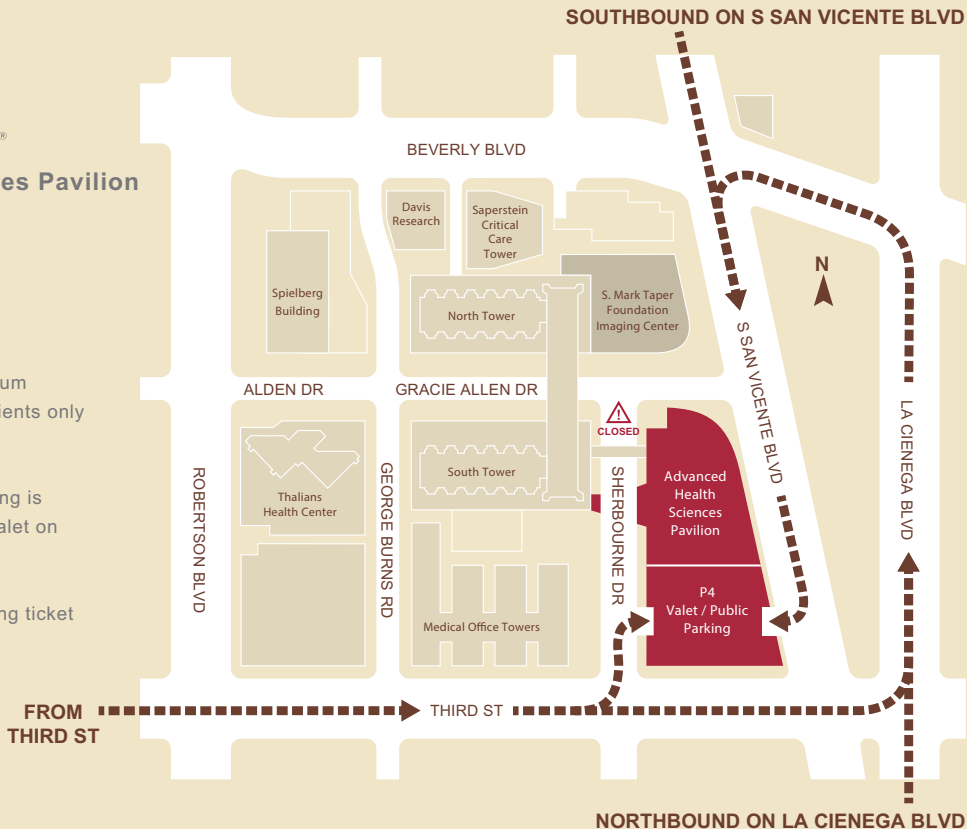 SOUTHBOUND ON S SAN VICENTE BLVD
®
es Pavilion
BEVERLY BLVD
Davis
Research
Saperstein
Critical
Care
Tower
N
Spielberg
Building
North Tower
S. Mark Taper
Foundation
Imaging Center
um
ients only
ALDEN DR
GRACIE ALLEN DR
S SAN VICENTE BLVD
LA CIENEGA BLVD
CLOSED
ROBERTSON BLVD
GEORGE BURNS RD
SHERBOURNE DR
South Tower
Advanced
Health
Sciences
Pavilion
Thalians
Health Center
ng is
alet on
P4
Valet / Public
Parking
ng ticket
Medical Office Towers
FROM
THIRD ST
THIRD ST
NORTHBOUND ON LA CIENEGA BLVD